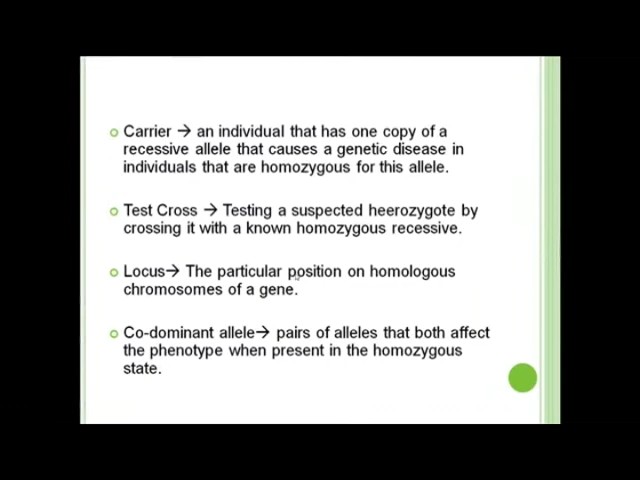 Carrier → an individual that has one copy of a
recessive allele that causes a genetic disease in
individuals that are homozygous for this allele.
Test Cross → Testing a suspected heerozygote by
crossing it with a known homozygous recessive.
Locus→ The particular position on homologous
chromosomes of a gene.
Co-dominant allele→ pairs of alleles that both affect
the phenotype when present in the homozygous
state.